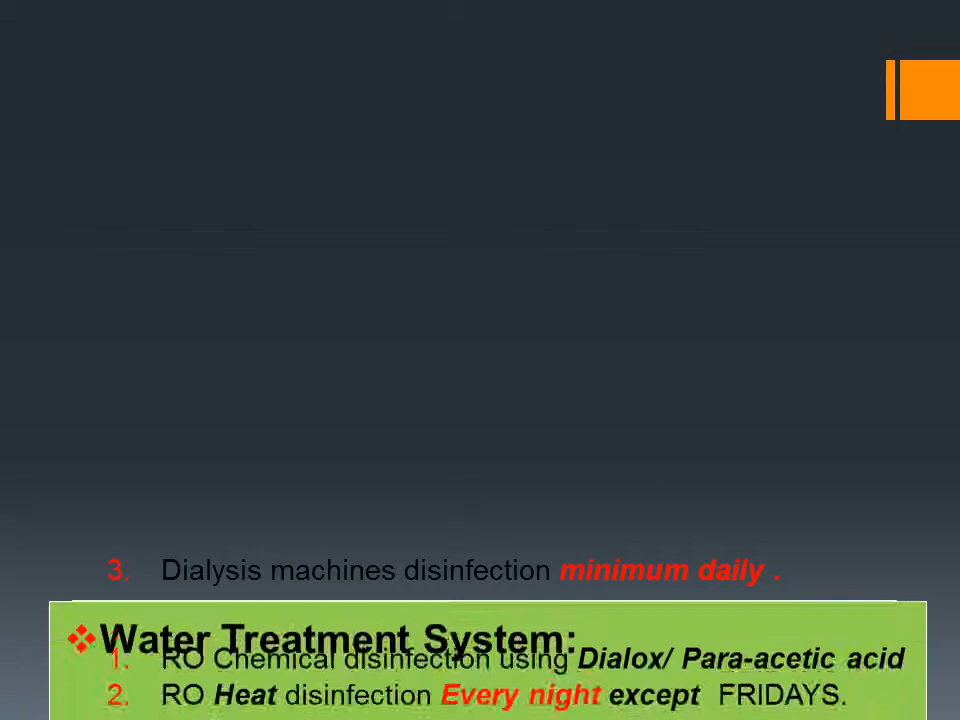 3. Dialysis machines disinfection minimum daily .
❖Water Treatment System:
1. RO Chemical disinfection using Dialox/ Para-acetic acid
2. RO Heat disinfection Every night except FRIDAYS.